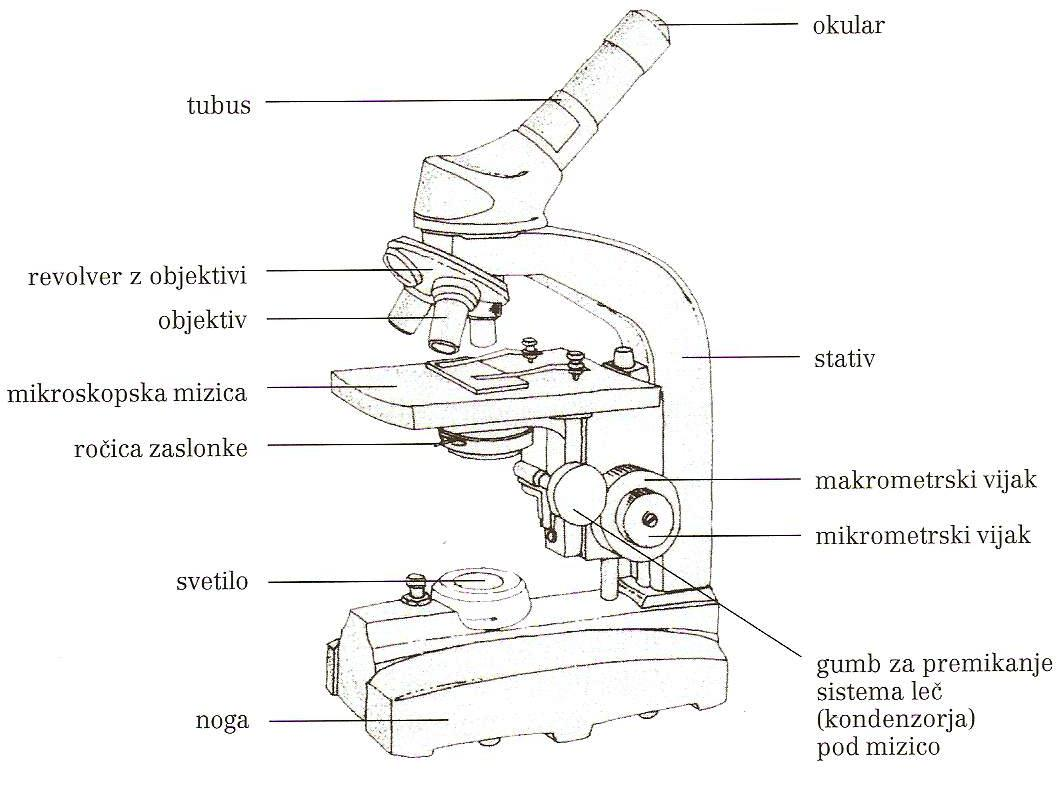 okular
tubus
revolver z objektivi
objektiv
stativ
mikroskopska mizica
ročica zaslonke
makrometrski vijak
mikrometrski vijak
svetilo
gumb za premikanje
sistema leč
(kondenzorja)
pod mizico
noga